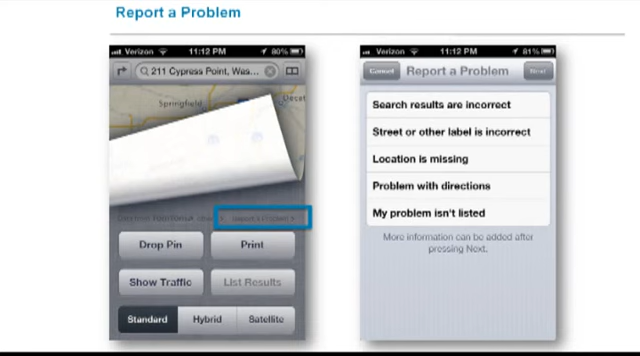 Report a Problem
Verizon 11:12 PM 80%
211 Cypress Point, Was...
Springfield
Report a Problem
Drop Pin Print
Show Traffic List Results
Standard Hybrid Satellite
Verizon 11:12 PM 81%
Cancel Report a Problem Next
Search results are incorrect
Street or other label is incorrect
Location is missing
Problem with directions
My problem isn't listed
More information can be added after
pressing Next.